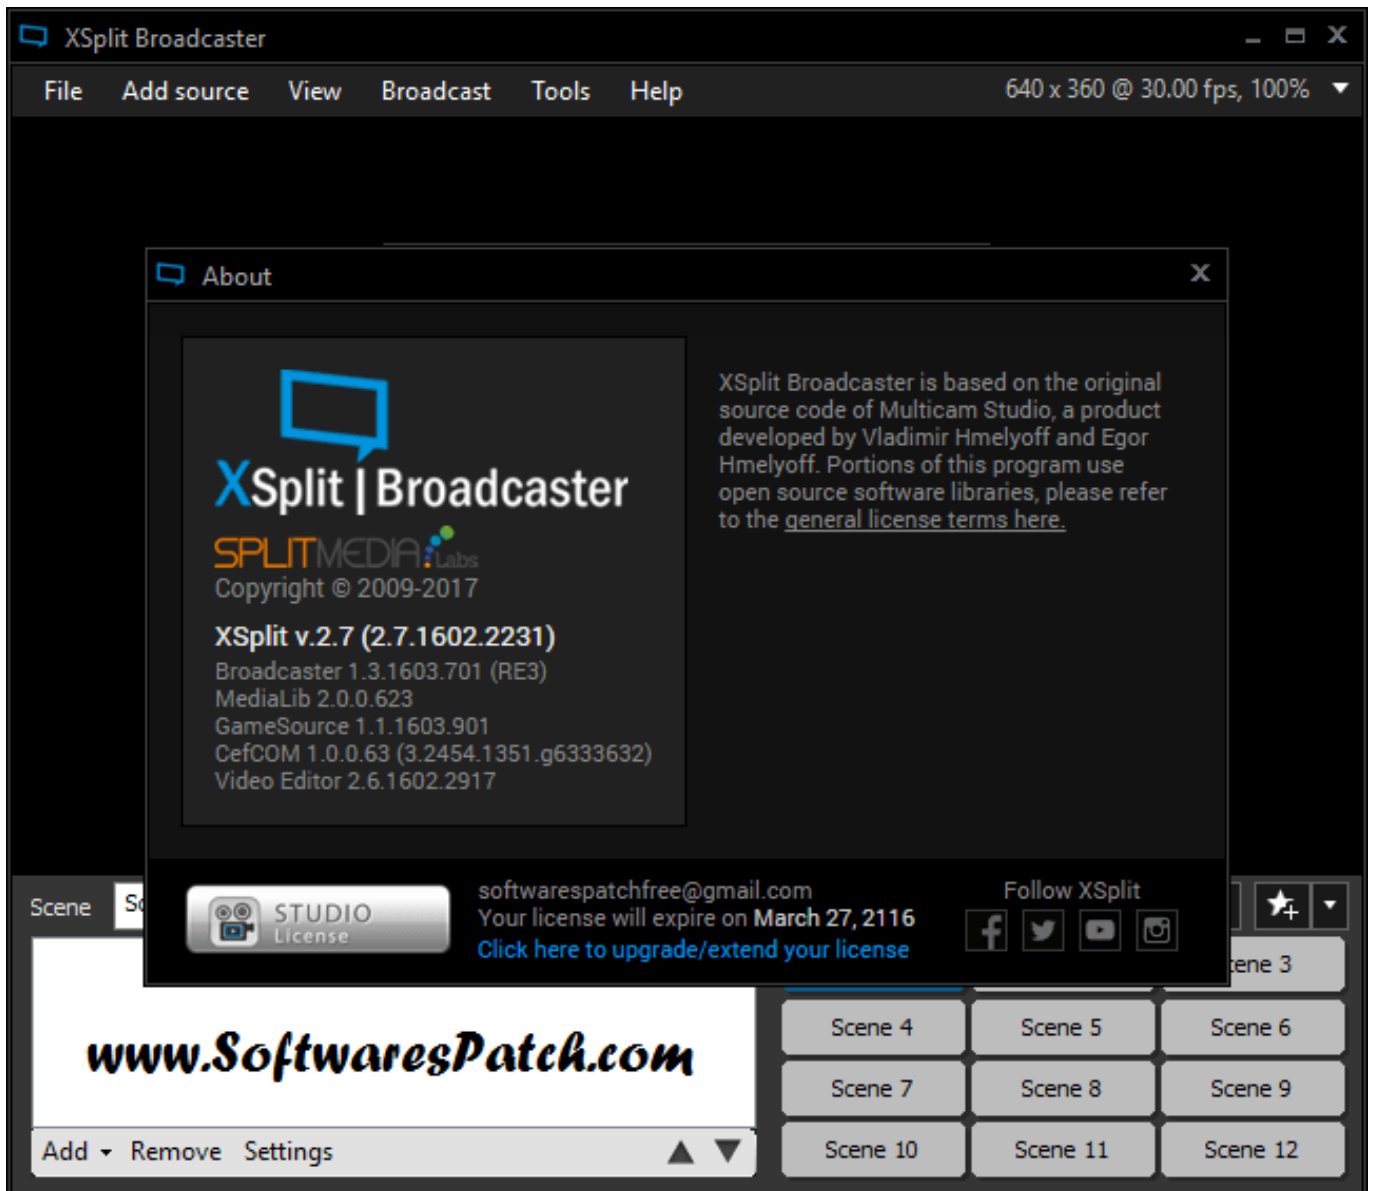 XSplit Broadcaster
File Add source View Broadcast Tools Help 640 x 360 @ 30.00 fps, 100%
About
XSplit | Broadcaster
SPLITMEDIA Labs
Copyright © 2009-2017
XSplit v.2.7 (2.7.1602.2231)
Broadcaster 1.3.1603.701 (RE3)
MediaLib 2.0.0.623
GameSource 1.1.1603.901
CefCOM 1.0.0.63 (3.2454.1351.g6333632)
Video Editor 2.6.1602.2917
XSplit Broadcaster is based on the original
source code of Multicam Studio, a product
developed by Vladimir Hmelyoff and Egor
Hmelyoff. Portions of this program use
open source software libraries, please refer
to the general license terms here.
STUDIO
License
softwarespatchfree@gmail.com
Your license will expire on March 27, 2116
Click here to upgrade/extend your license
Follow XSplit
Scene
www.SoftwaresPatch.com
Add Remove Settings
cene 3
Scene 4 Scene 5 Scene 6
Scene 7 Scene 8 Scene 9
Scene 10 Scene 11 Scene 12